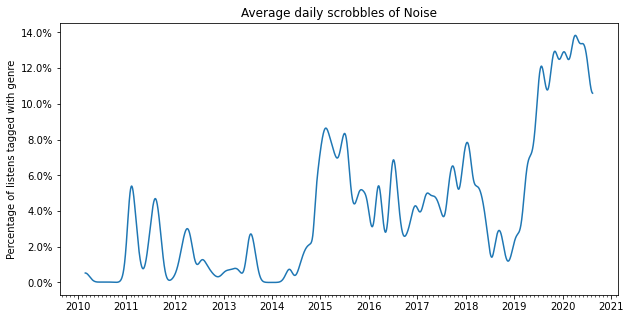 Average daily scrobbles of Noise
Percentage of listens tagged with genre
14.0%
12.0%
10.0%
8.0%
6.0%
4.0%
2.0%
0.0%
2010 2011 2012 2013 2014 2015 2016 2017 2018 2019 2020 2021